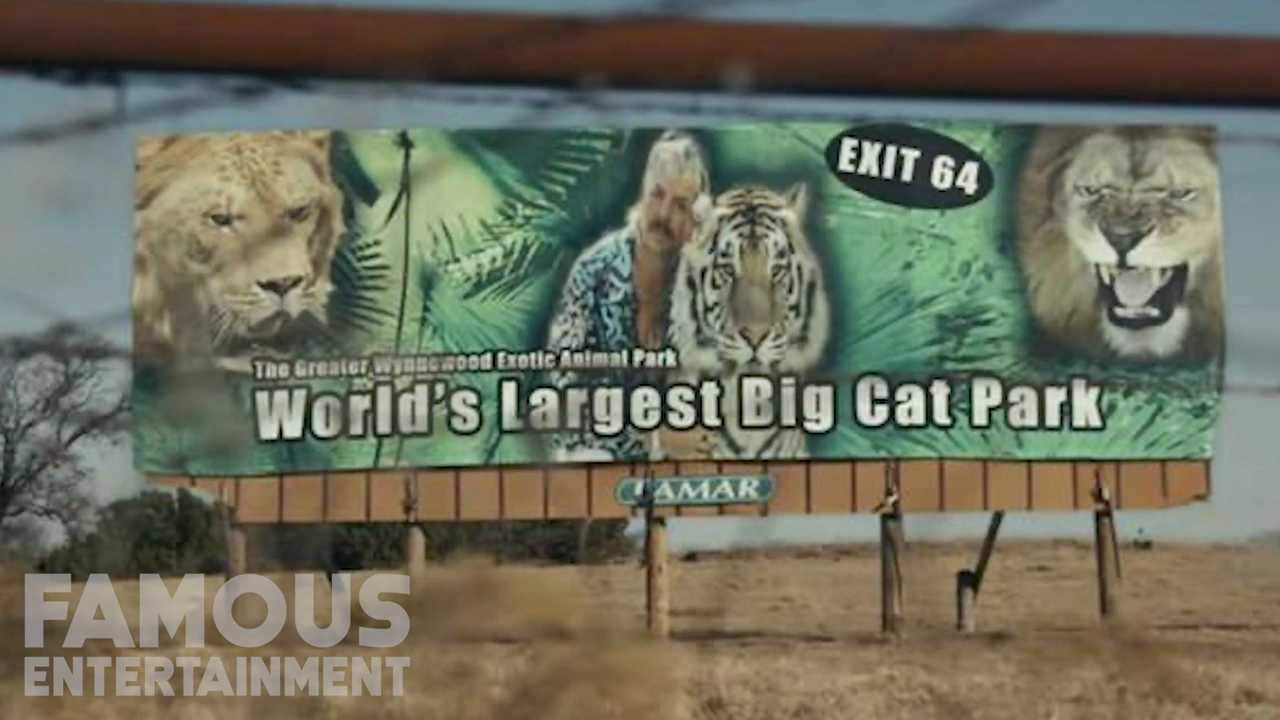 EXIT 64
The Greater Wynnewood Exotic Animal Park
World's Largest Big Cat Park
LAMAR
FAMOUS
ENTERTAINMENT